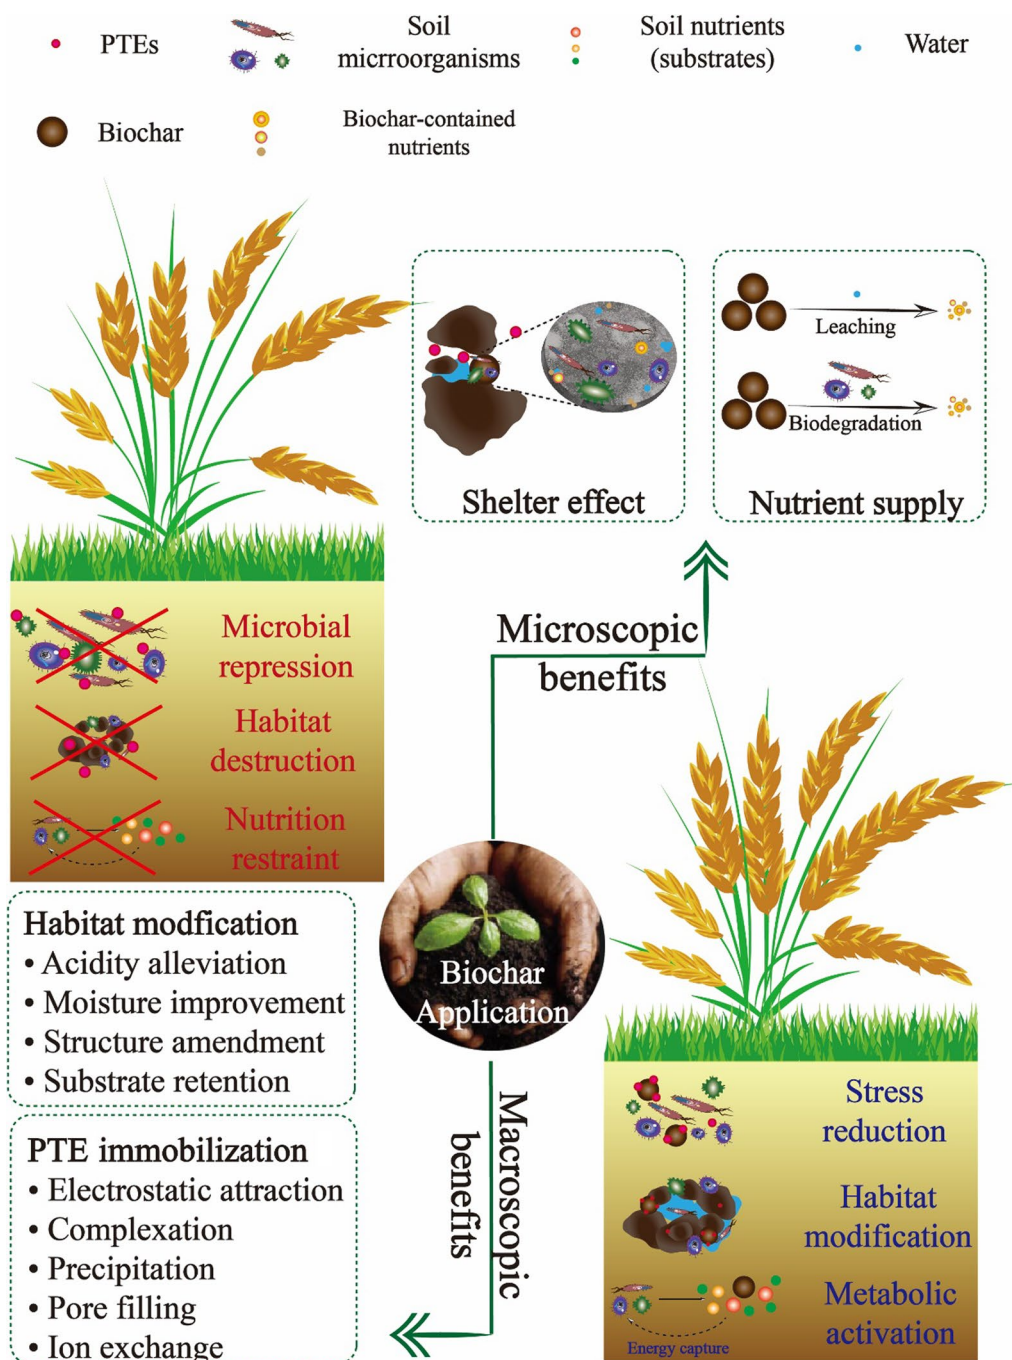 PTEs
Soil
micrroorganisms
Soil nutrients
(substrates)
Water
Biochar
Biochar-contained
nutrients
Shelter effect
Leaching
Biodegradation
Nutrient supply
Microscopic
benefits
Microbial
repression
Habitat
destruction
Nutrition
restraint
Habitat modfication
• Acidity alleviation
• Moisture improvement
• Structure amendment
• Substrate retention
Biochar
Application
PTE immobilization
• Electrostatic attraction
• Complexation
• Precipitation
• Pore filling
• Ion exchange
Macroscopic
benefits
Stress
reduction
Habitat
modification
Metabolic
activation
Energy capture